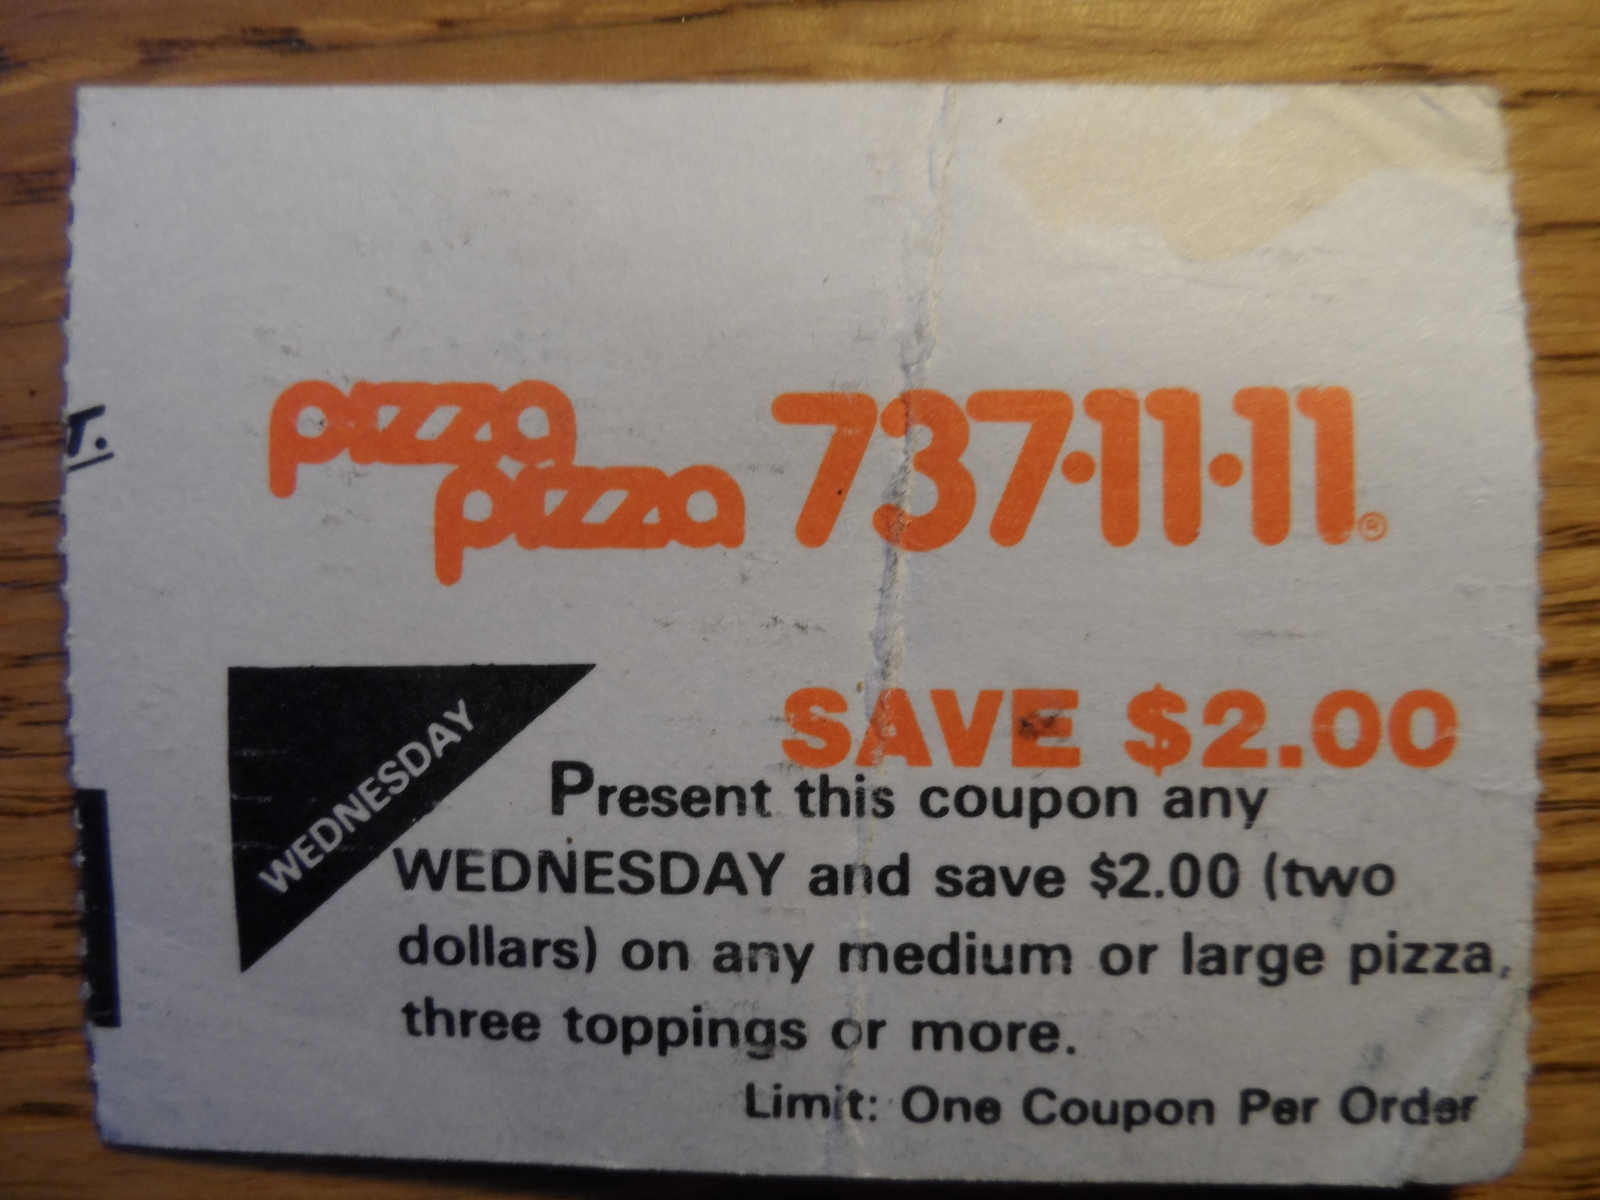 T.
pizza
pizza
737·11·11®
WEDNESDAY
SAVE $2.00
Present this coupon any
WEDNESDAY and save $2.00 (two
dollars) on any medium or large pizza,
three toppings or more.
Limit: One Coupon Per Order